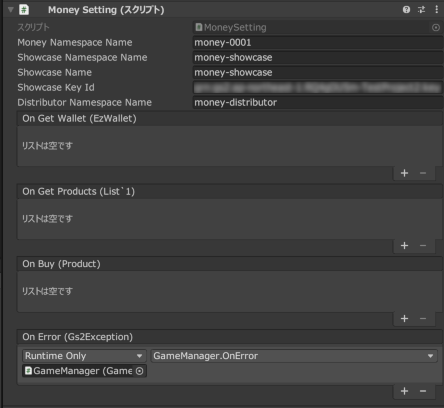 Money Setting (スクリプト)
スクリプト MoneySetting
Money Namespace Name money-0001
Showcase Namespace Name money-showcase
Showcase Name money-showcase
Showcase Key Id
Distributor Namespace Name money-distributor
On Get Wallet (EzWallet)
リストは空です
+ −
On Get Products (List`1)
リストは空です
+ −
On Buy (Product)
リストは空です
+ −
On Error (Gs2Exception)
Runtime Only GameManager.OnError
GameManager (Game
+ −